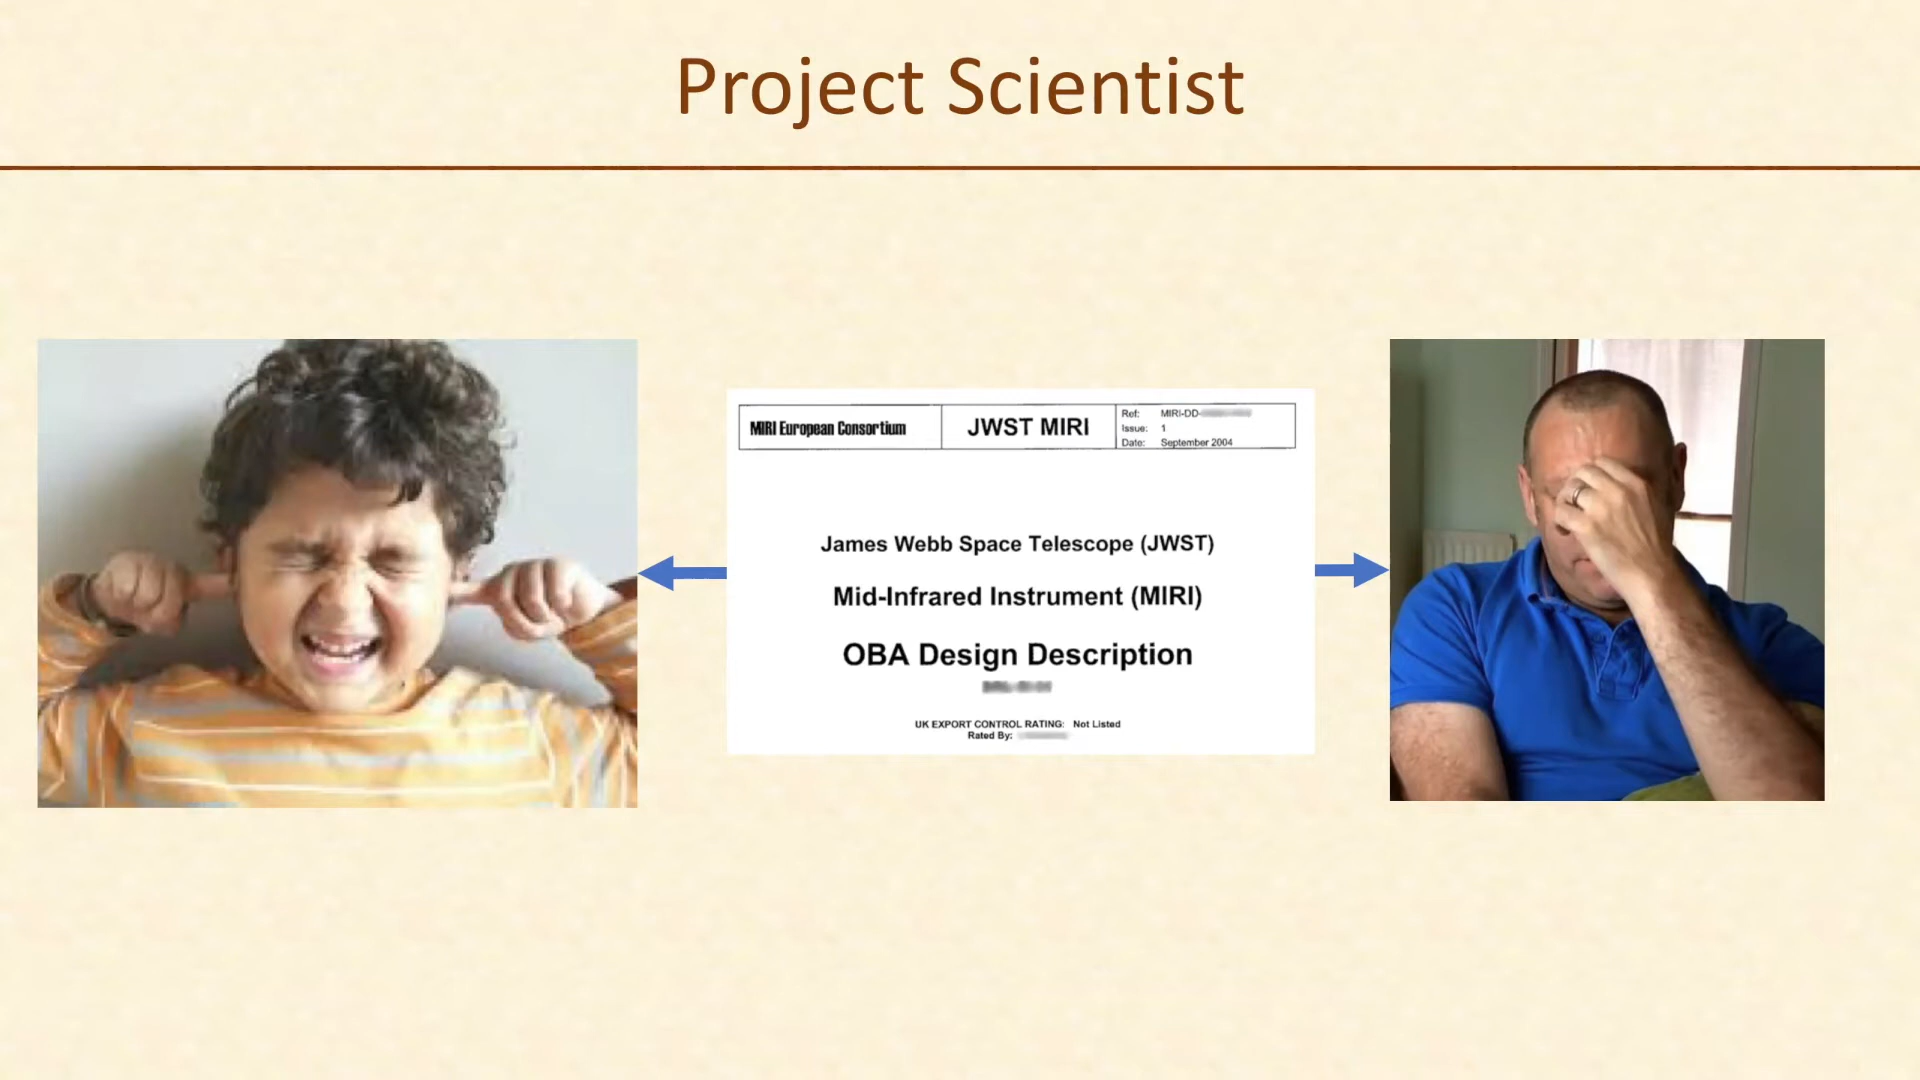 Project Scientist
MIRI European Consortium
JWST MIRI
Ref: MIRI-DD-
Issue: 1
Date: September 2004
James Webb Space Telescope (JWST)
Mid-Infrared Instrument (MIRI)
OBA Design Description
UK EXPORT CONTROL RATING: Not Listed
Rated By: